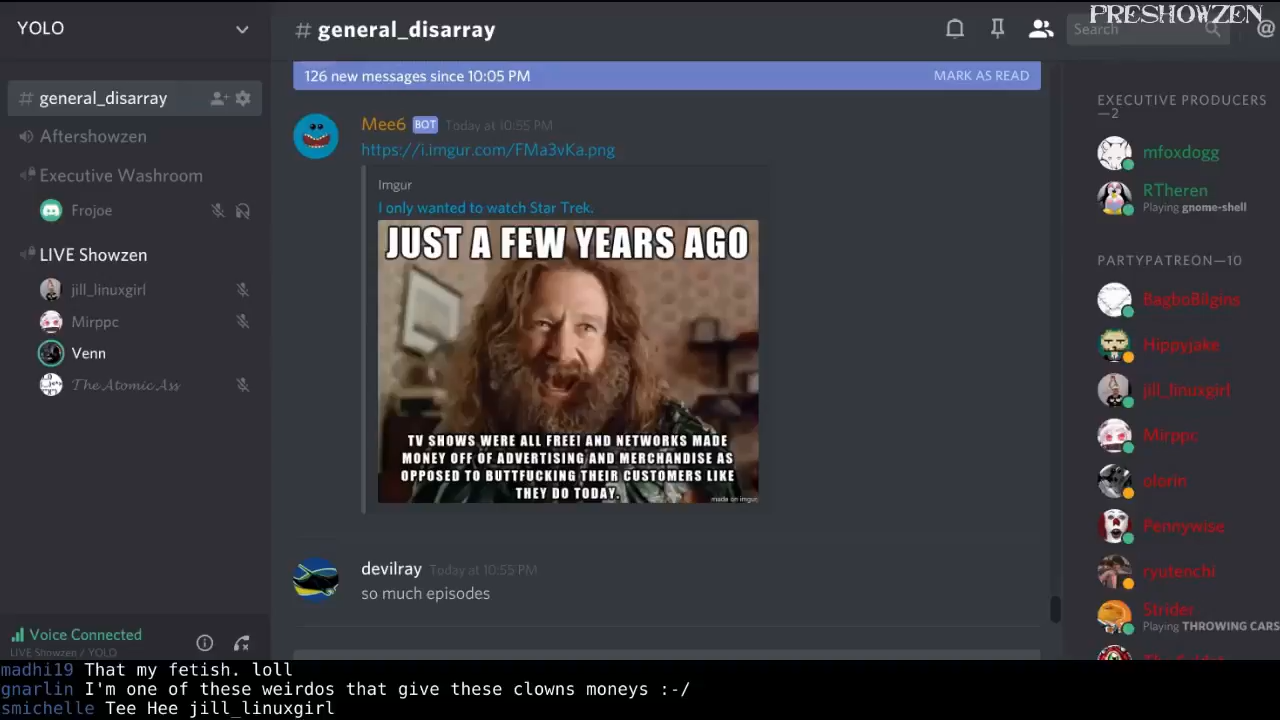 PRESHOWZEN
YOLO
# general_disarray
Search
126 new messages since 10:05 PM
MARK AS READ
# general_disarray
Aftershowzen
Executive Washroom
Frojoe
LIVE Showzen
jill_linuxgirl
Mirppc
Venn
TheAtomicAss
Mee6 BOT Today at 10:55 PM
https://i.imgur.com/FMa3vKa.png
Imgur
I only wanted to watch Star Trek.
JUST A FEW YEARS AGO
TV SHOWS WERE ALL FREE! AND NETWORKS MADE
MONEY OFF OF ADVERTISING AND MERCHANDISE AS
OPPOSED TO BUTTFUCKING THEIR CUSTOMERS LIKE
THEY DO TODAY.
made on imgur
devilray Today at 10:55 PM
so much episodes
EXECUTIVE PRODUCERS
—2
mfoxdogg
RTheren
Playing gnome-shell
PARTYPATREON—10
BagboBilgins
Hippyjake
jill_linuxgirl
Mirppc
olorin
Pennywise
ryutenchi
Strider
Playing THROWING CARS
Voice Connected
LIVE Showzen / YOLO
madhi19 That my fetish. loll
gnarlin I'm one of these weirdos that give these clowns moneys :-/
smichelle Tee Hee jill_linuxgirl